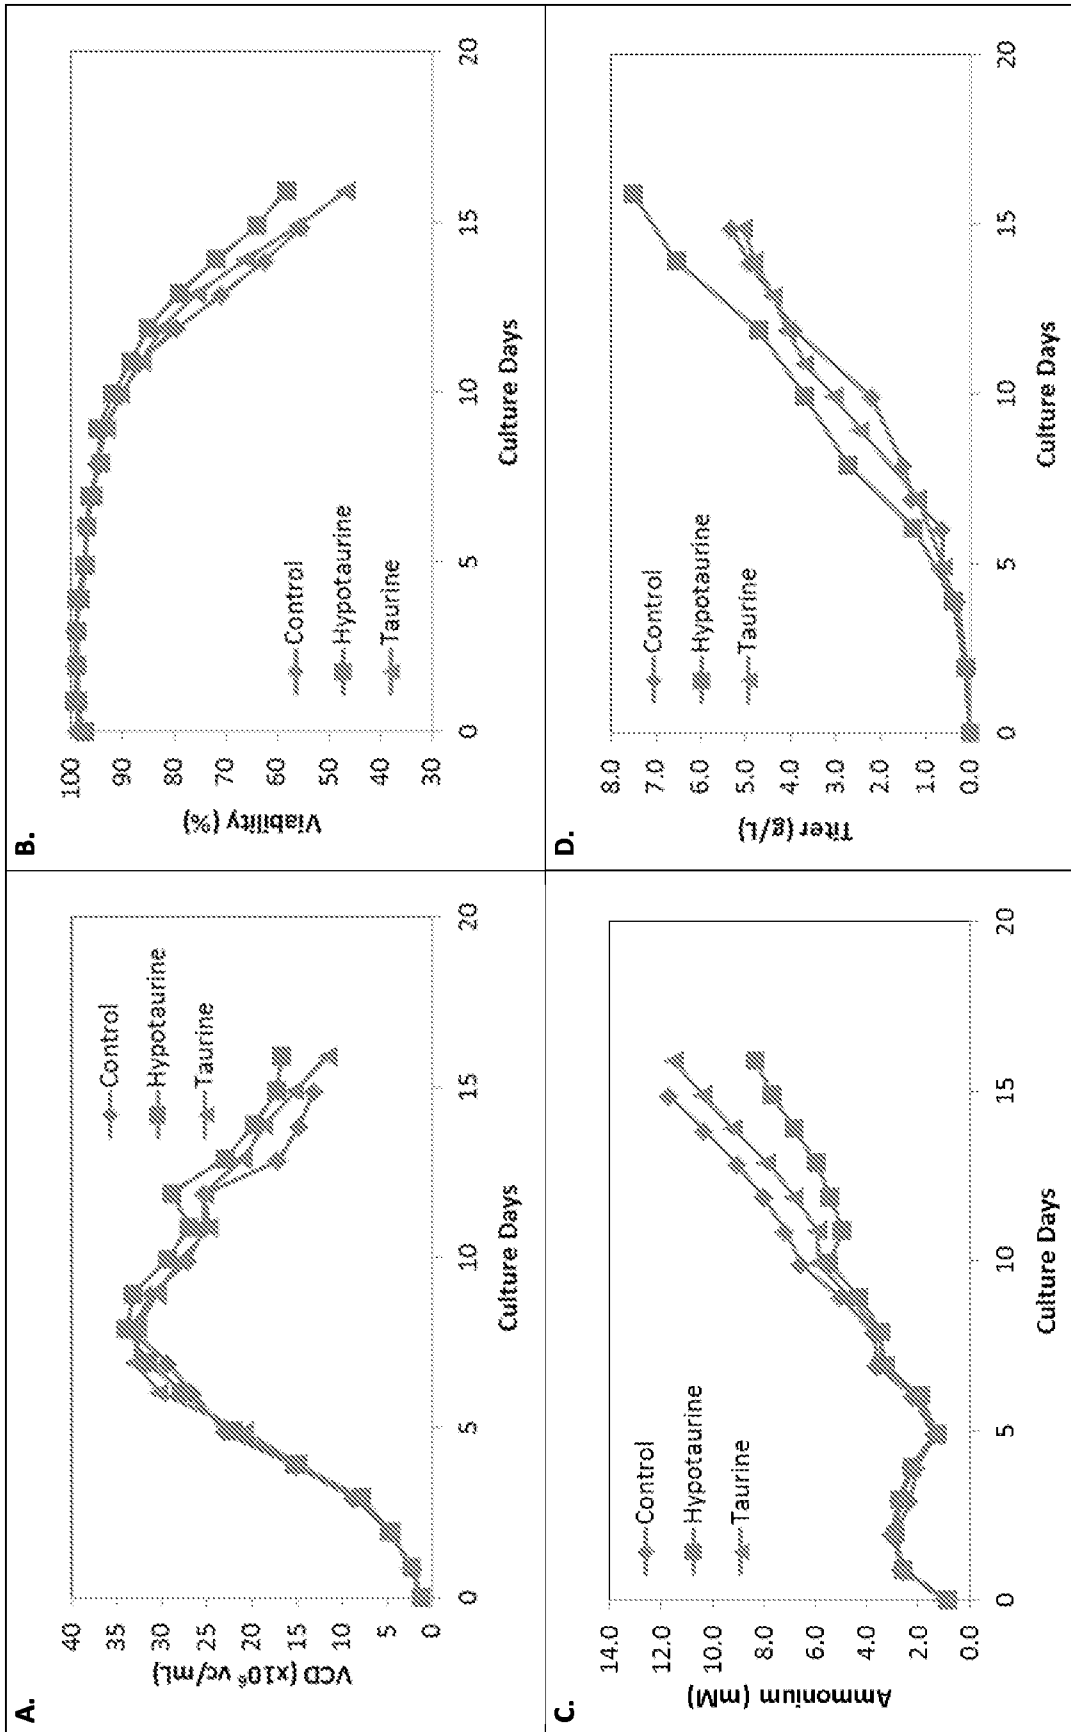 A.
VCD (x10⁶ vc/mL)
40
35
30
25
20
15
10
5
0
Control
Hypotaurine
Taurine
0
5
10
15
20
Culture Days
B.
Viability (%)
100
90
80
70
60
50
40
30
Control
Hypotaurine
Taurine
0
5
10
15
20
Culture Days
C.
Ammonium (mM)
14.0
12.0
10.0
8.0
6.0
4.0
2.0
0.0
Control
Hypotaurine
Taurine
0
5
10
15
20
Culture Days
D.
Titer (g/L)
8.0
7.0
6.0
5.0
4.0
3.0
2.0
1.0
0.0
Control
Hypotaurine
Taurine
0
5
10
15
20
Culture Days